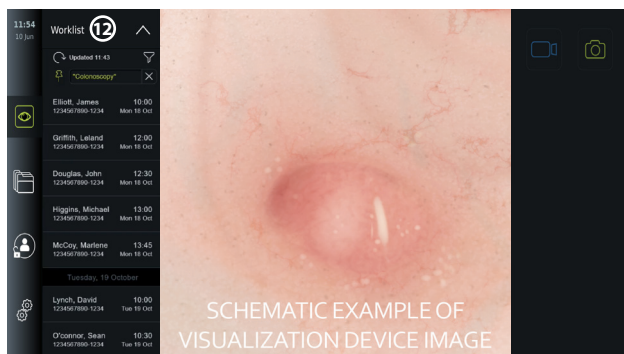 11:54
10 Jun
Worklist 12
Updated 11:43
"Colonoscopy"
Elliott, James 10:00
1234567890-1234 Mon 18 Oct
Griffith, Leland 12:00
1234567890-1234 Mon 18 Oct
Douglas, John 12:30
1234567890-1234 Mon 18 Oct
Higgins, Michael 13:00
1234567890-1234 Mon 18 Oct
McCoy, Marlene 13:45
1234567890-1234 Mon 18 Oct
Tuesday, 19 October
Lynch, David 10:00
1234567890-1234 Tue 19 Oct
O'connor, Sean 10:30
1234567890-1234 Tue 19 Oct
SCHEMATIC EXAMPLE OF
VISUALIZATION DEVICE IMAGE